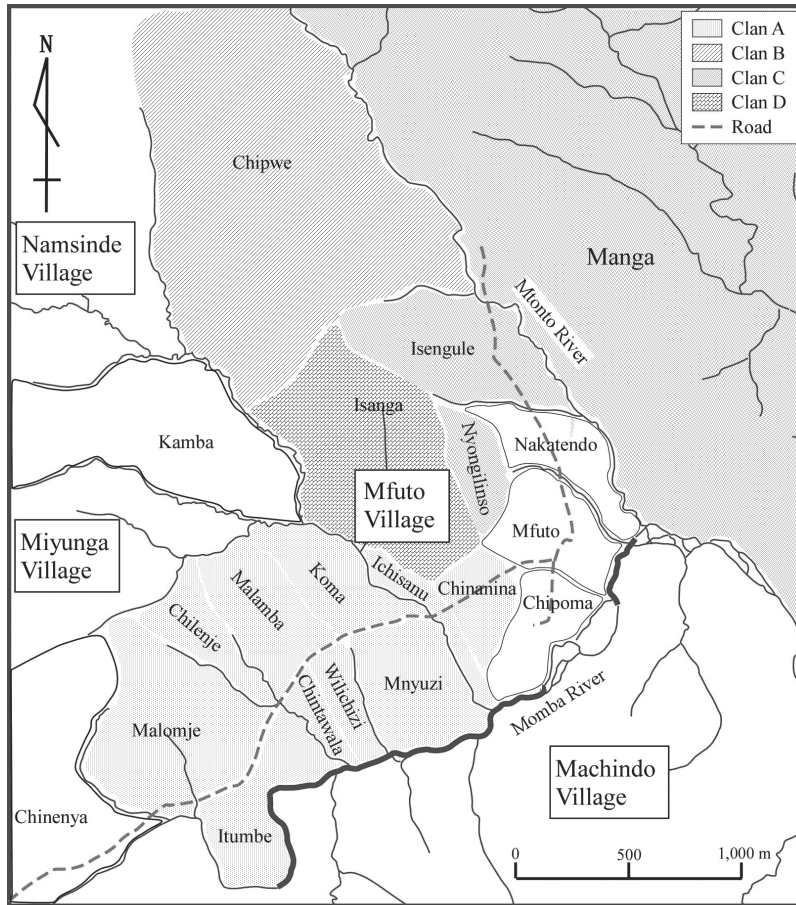 N
Clan A
Clan B
Clan C
Clan D
Road
Chipwe
Namsinde
Village
Manga
Mtonto River
Isengule
Isanga
Kamba
Nyongilinso
Nakatendo
Mfuto
Village
Mfuto
Miyunga
Village
Koma
Ichisanu
Malamba
Chinanina
Chipoma
Chilenje
Wilichizi
Mnyuzi
Chintawala
Momba River
Malomje
Machindo
Village
Chinenya
Itumbe
0 500 1,000 m